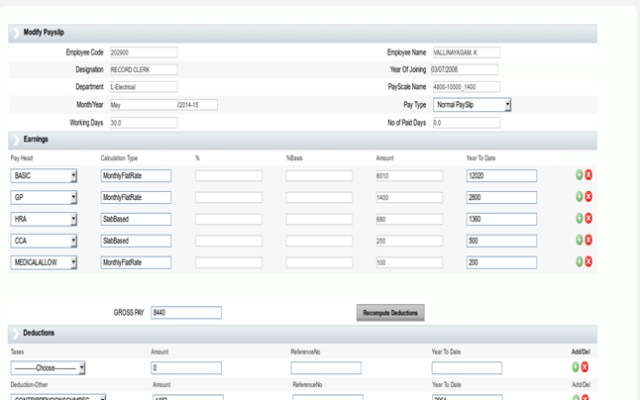 Modify Payslip
Employee Code 202900 Employee Name VALLINAYAGAM. K
Designation RECORD CLERK Year Of Joining 03/07/2008
Department L-Electrical PayScale Name 4800-10000_1400
Month/Year May /2014-15 Pay Type Normal PaySlip
Working Days 30.0 No of Paid Days 0.0
Earnings
Pay Head Calculation Type % %Basis Amount Year To Date
BASIC MonthlyFlatRate 6010 12020
GP MonthlyFlatRate 1400 2800
HRA SlabBased 680 1360
CCA SlabBased 250 500
MEDICALALLOW MonthlyFlatRate 100 200
GROSS PAY 8440 Recompute Deductions
Deductions
Taxes Amount ReferenceNo Year To Date Add/Del
----------Choose---------- 0
Deduction-Other Amount ReferenceNo Year To Date Add/Del